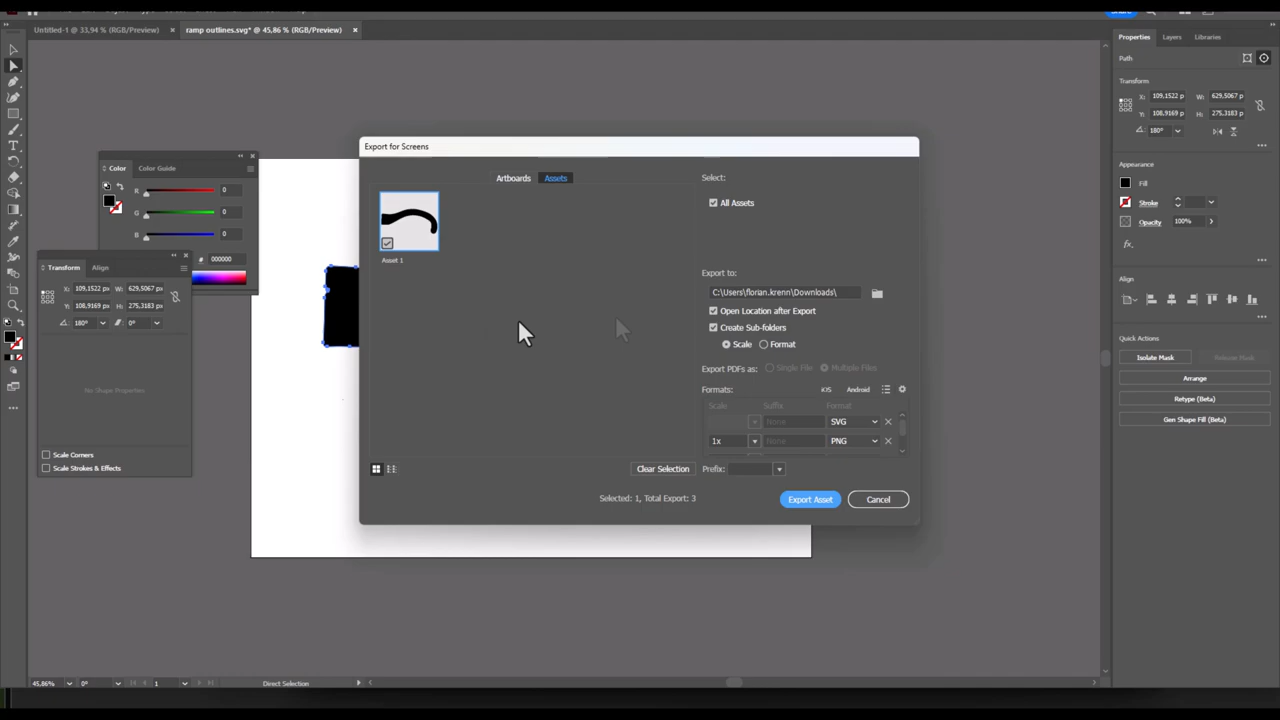 Share
Untitled-1 @ 33,94 % (RGB/Preview)
ramp outlines.svg* @ 45,86 % (RGB/Preview)
Properties
Layers
Libraries
Path
Transform
X:
109,1522 p
W:
629,5067 p
Y:
108,9169 p
H:
275,3183 p
180°
Appearance
Fill
Stroke
Opacity
100%
fx.
Align
Quick Actions
Isolate Mask
Release Mask
Arrange
Retype (Beta)
Gen Shape Fill (Beta)
Color
Color Guide
R
0
G
0
B
0
#
000000
Transform
Align
X:
109,1522 p
W:
629,5067 p
Y:
108,9169 p
H:
275,3183 p
180°
0°
No Shape Properties
Scale Corners
Scale Strokes & Effects
Export for Screens
Artboards
Assets
Asset 1
Select:
All Assets
Export to:
C:\Users\florian.krenn\Downloads\
Open Location after Export
Create Sub-folders
Scale
Format
Export PDFs as:
Single File
Multiple Files
Formats:
iOS
Android
Scale
Suffix
Format
None
SVG
1x
None
PNG
Clear Selection
Prefix:
Selected: 1, Total Export: 3
Export Asset
Cancel
45,86%
0°
1
Direct Selection